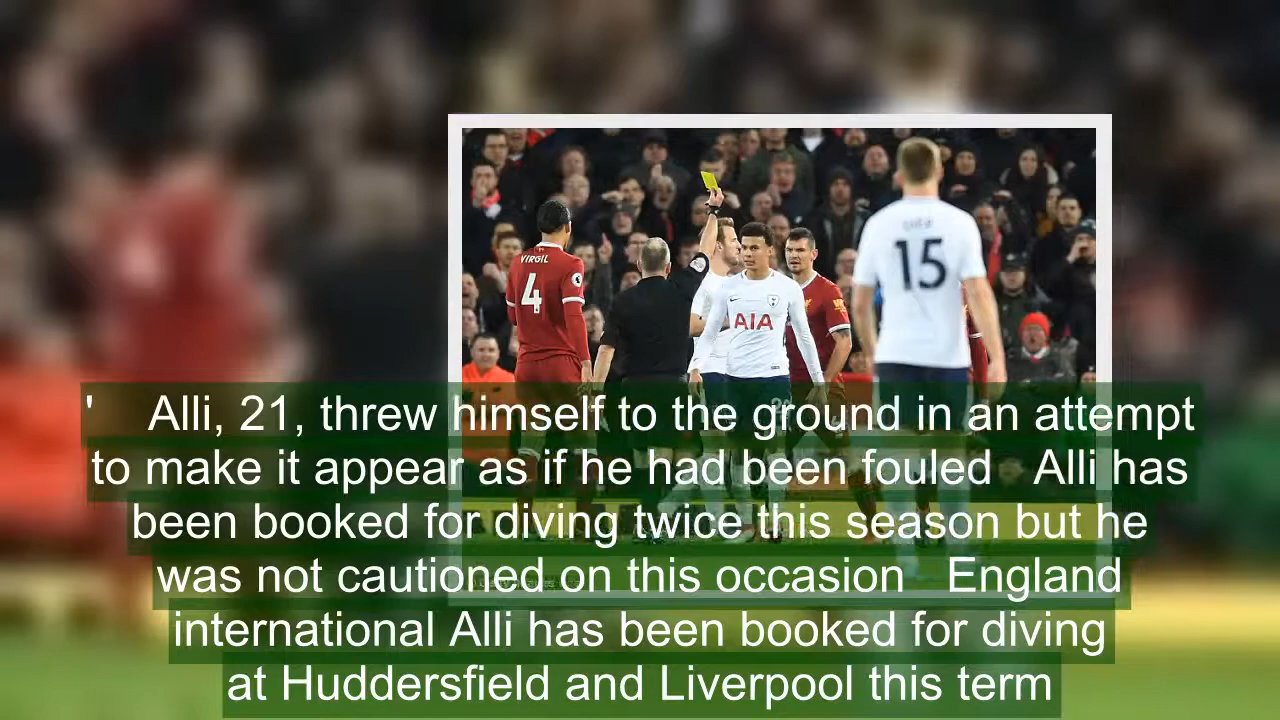 VIRGIL
4
15
AIA
' Alli, 21, threw himself to the ground in an attempt
to make it appear as if he had been fouled Alli has
been booked for diving twice this season but he
was not cautioned on this occasion England
international Alli has been booked for diving
at Huddersfield and Liverpool this term